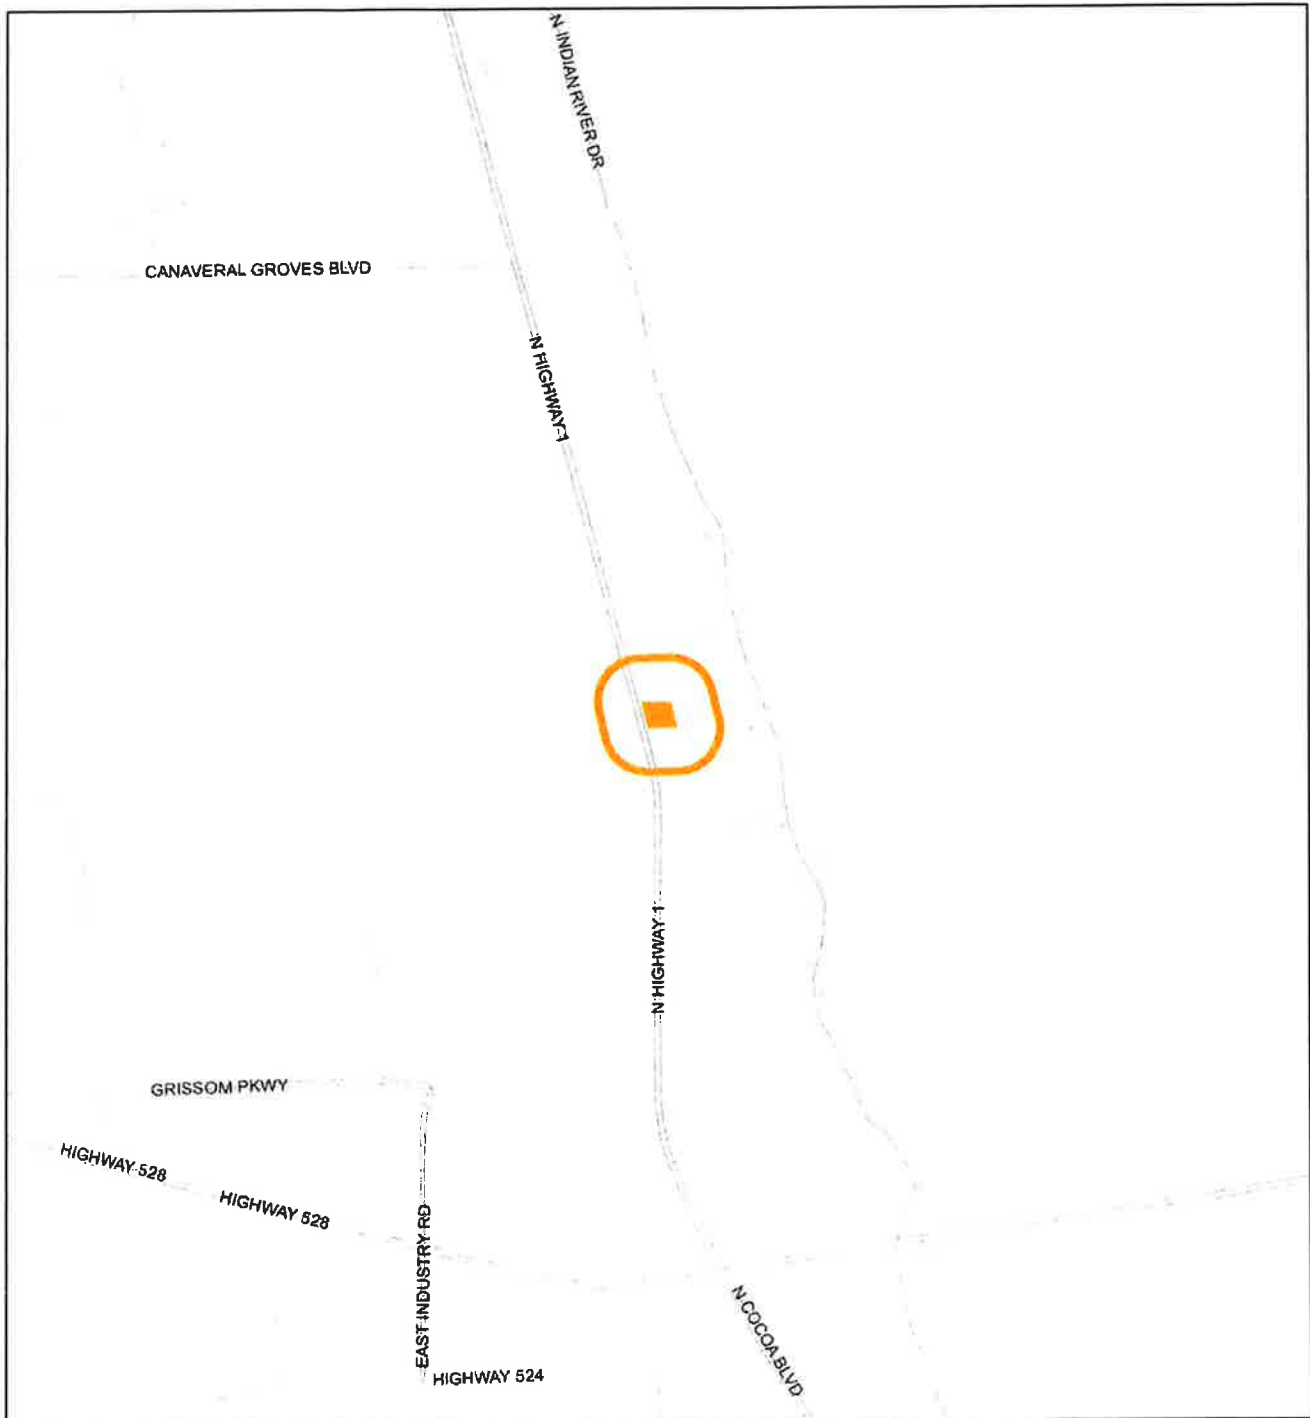 N INDIAN RIVER DR
CANAVERAL GROVES BLVD
N HIGHWAY 1
N HIGHWAY 1
GRISSOM PKWY
HIGHWAY 528
HIGHWAY 528
EAST INDUSTRY RD
N COCOA BLVD
HIGHWAY 524